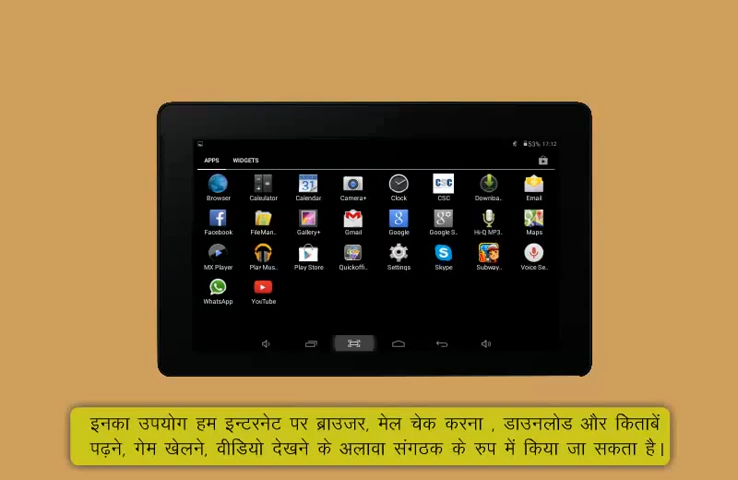 53% 17:12
APPS WIDGETS
Browser Calculator Calendar Camera+ Clock CSC Downloa.. Email
Facebook FileMan.. Gallery+ Gmail Google Google S.. Hi-Q MP3.. Maps
MX Player Play Mus.. Play Store Quickoffi.. Settings Skype Subway.. Voice Se..
WhatsApp YouTube
इनका उपयोग हम इन्टरनेट पर ब्राउजर, मेल चेक करना , डाउनलोड और किताबें
पढ़ने, गेम खेलने, वीडियो देखने के अलावा संगठक के रुप में किया जा सकता है।